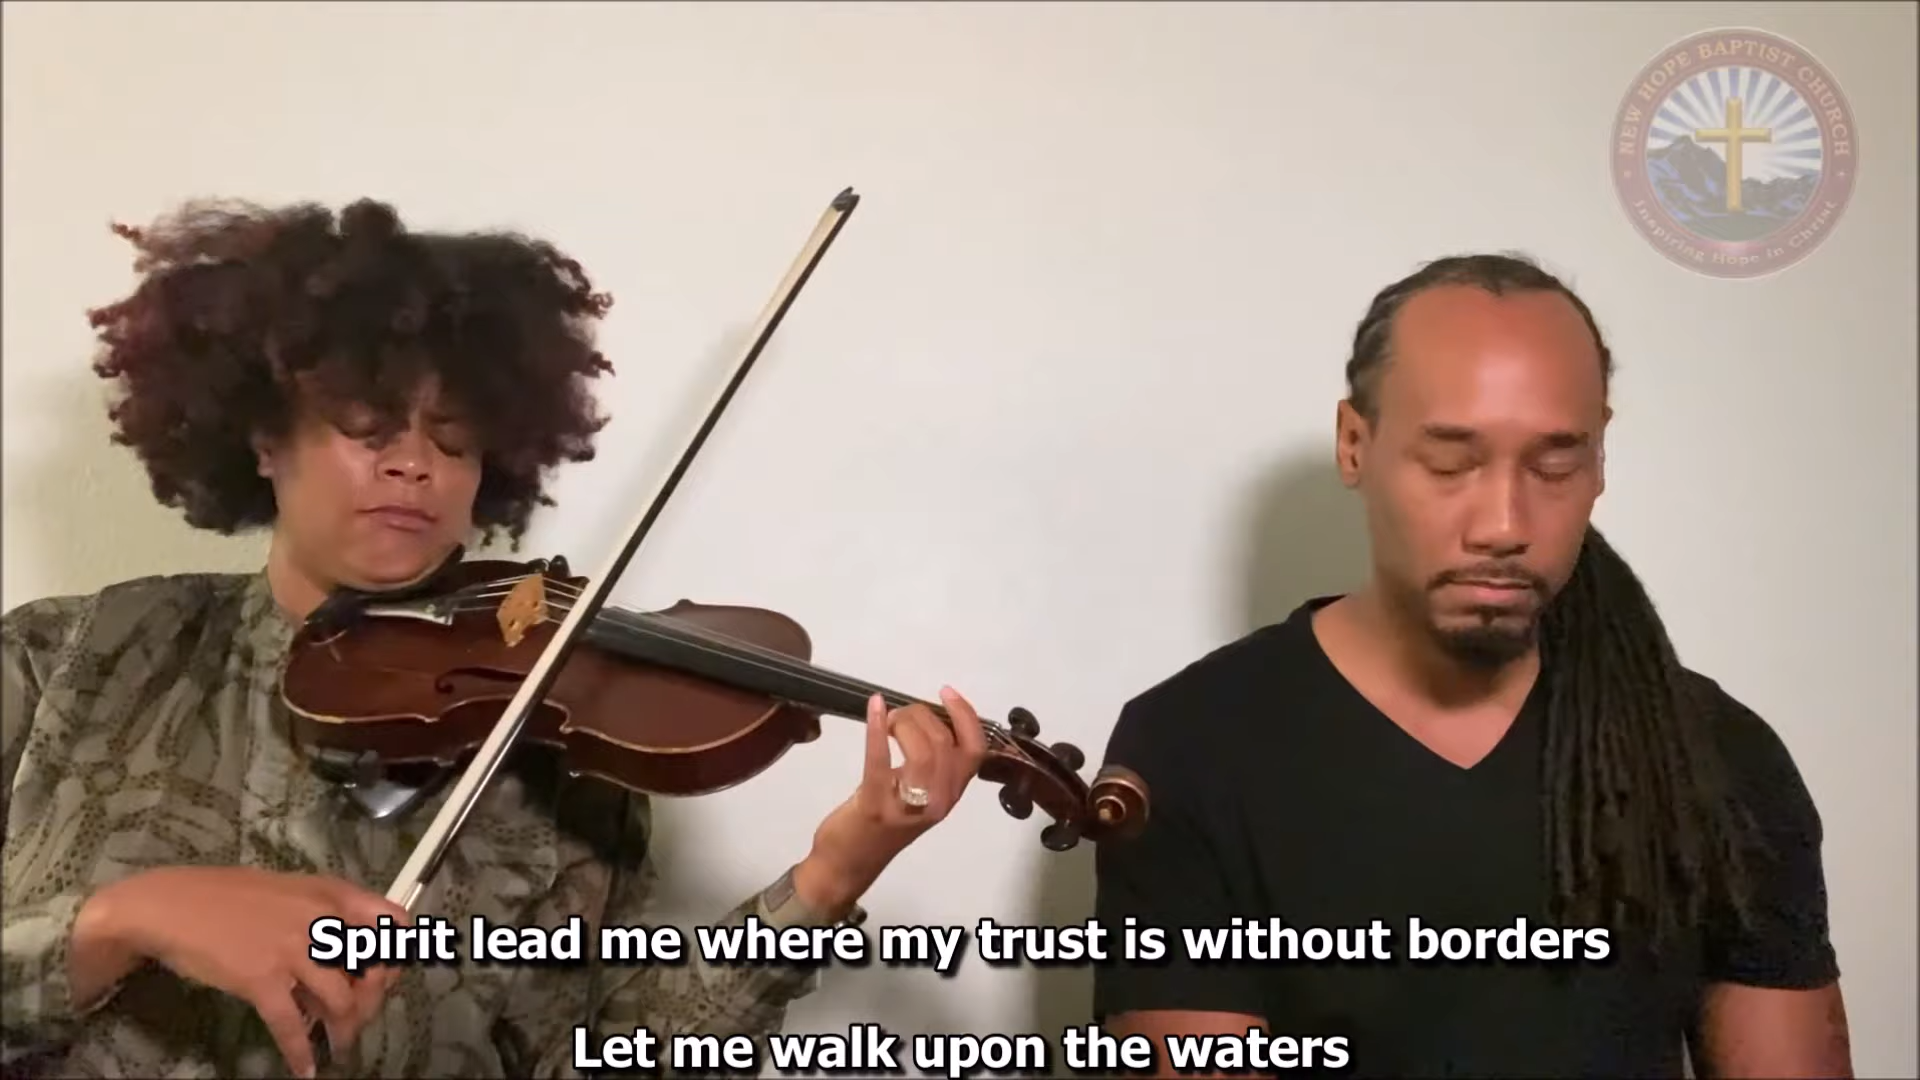 NEW HOPE BAPTIST CHURCH
Inspiring Hope in Christ
Spirit lead me where my trust is without borders
Let me walk upon the waters